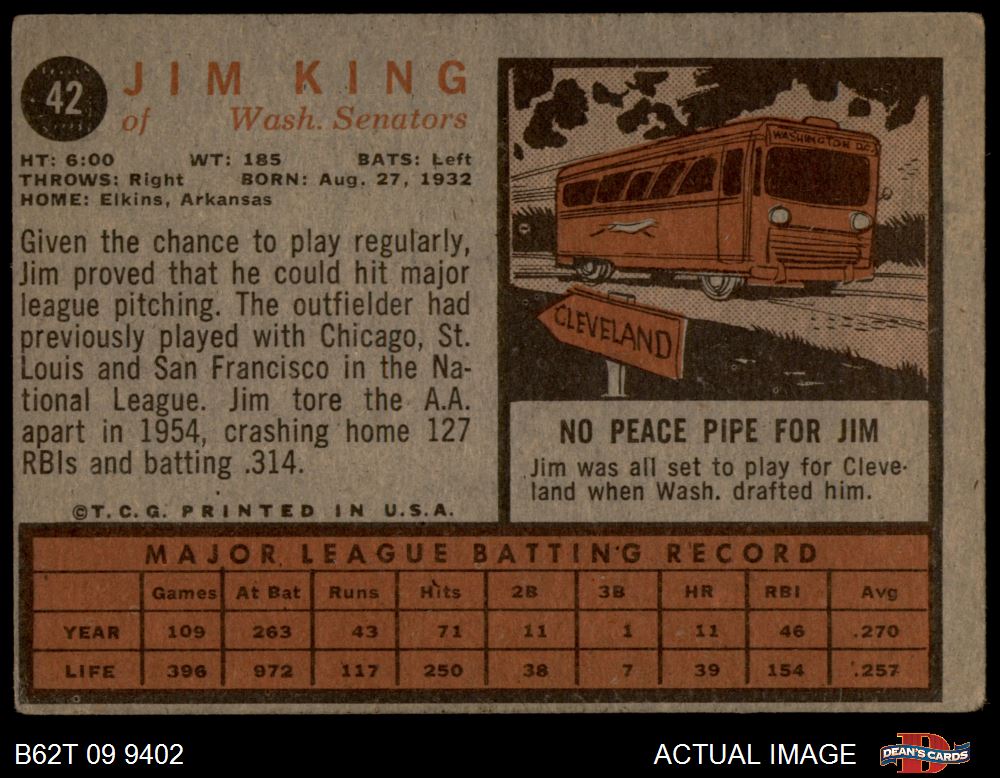 42
JIM KING
of Wash. Senators
HT: 6:00 WT: 185 BATS: Left
THROWS: Right BORN: Aug. 27, 1932
HOME: Elkins, Arkansas
Given the chance to play regularly,
Jim proved that he could hit major
league pitching. The outfielder had
previously played with Chicago, St.
Louis and San Francisco in the Na-
tional League. Jim tore the A.A.
apart in 1954, crashing home 127
RBIs and batting .314.
©T.C.G. PRINTED IN U.S.A.
WASHINGTON D.C.
CLEVELAND
NO PEACE PIPE FOR JIM
Jim was all set to play for Cleve-
land when Wash. drafted him.
MAJOR LEAGUE BATTING RECORD
Games At Bat Runs Hits 2B 3B HR RBI Avg
YEAR 109 263 43 71 11 1 11 46 .270
LIFE 396 972 117 250 38 7 39 154 .257
B62T 09 9402
ACTUAL IMAGE
DEAN'S CARDS